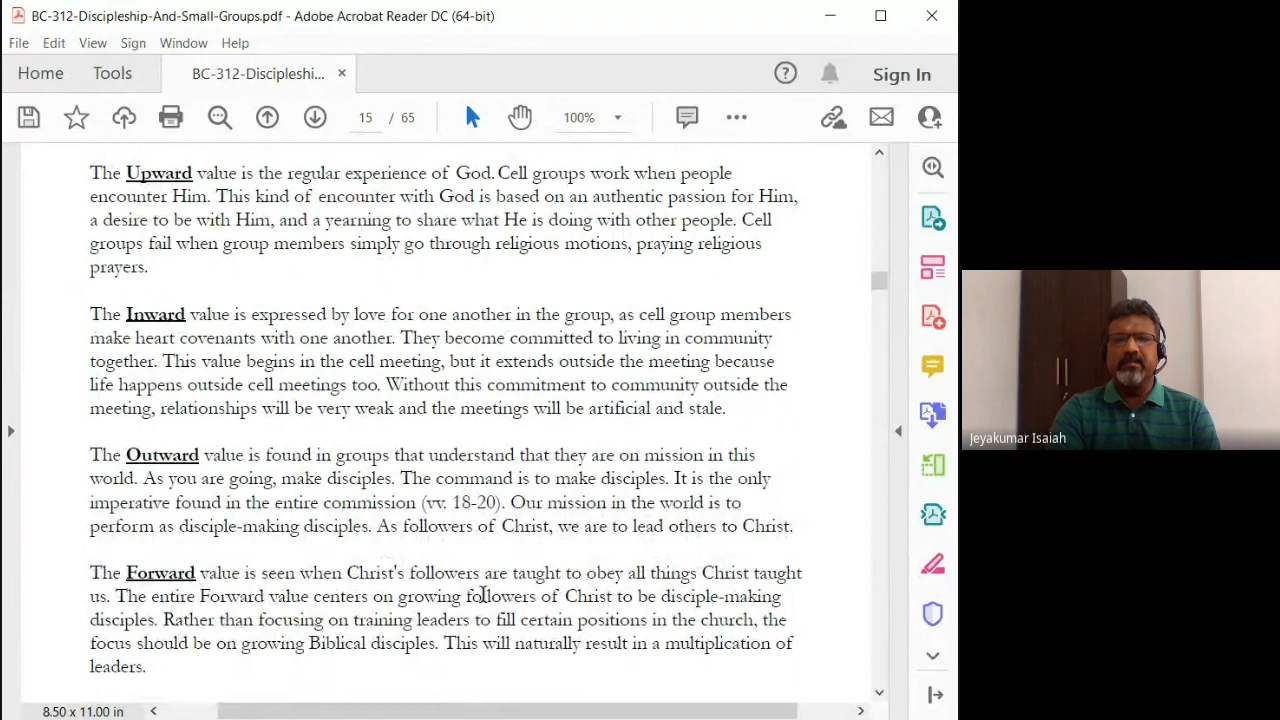 BC-312-Discipleship-And-Small-Groups.pdf - Adobe Acrobat Reader DC (64-bit)
File Edit View Sign Window Help
Home Tools BC-312-Discipleshi... × Sign In
15 / 65 100%
The Upward value is the regular experience of God. Cell groups work when people
encounter Him. This kind of encounter with God is based on an authentic passion for Him,
a desire to be with Him, and a yearning to share what He is doing with other people. Cell
groups fail when group members simply go through religious motions, praying religious
prayers.
The Inward value is expressed by love for one another in the group, as cell group members
make heart covenants with one another. They become committed to living in community
together. This value begins in the cell meeting, but it extends outside the meeting because
life happens outside cell meetings too. Without this commitment to community outside the
meeting, relationships will be very weak and the meetings will be artificial and stale.
The Outward value is found in groups that understand that they are on mission in this
world. As you are going, make disciples. The command is to make disciples. It is the only
imperative found in the entire commission (vv. 18-20). Our mission in the world is to
perform as disciple-making disciples. As followers of Christ, we are to lead others to Christ.
The Forward value is seen when Christ's followers are taught to obey all things Christ taught
us. The entire Forward value centers on growing followers of Christ to be disciple-making
disciples. Rather than focusing on training leaders to fill certain positions in the church, the
focus should be on growing Biblical disciples. This will naturally result in a multiplication of
leaders.
8.50 x 11.00 in
Jeyakumar Isaiah